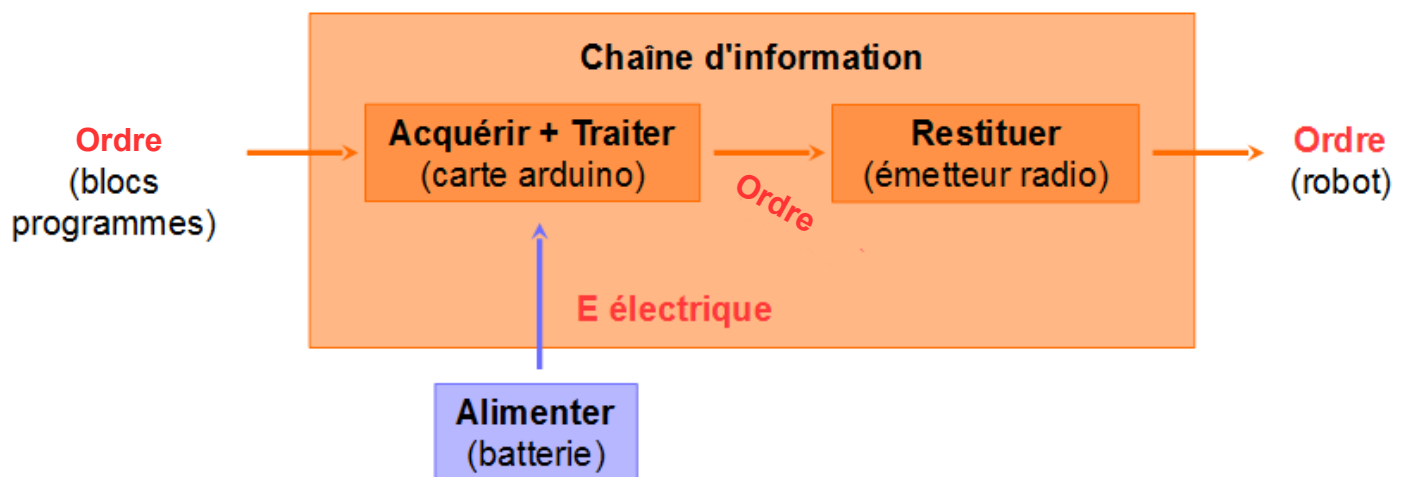 Chaîne d'information
Ordre
(blocs
programmes)
Acquérir + Traiter
(carte arduino)
Ordre
Restituer
(émetteur radio)
Ordre
(robot)
E électrique
Alimenter
(batterie)